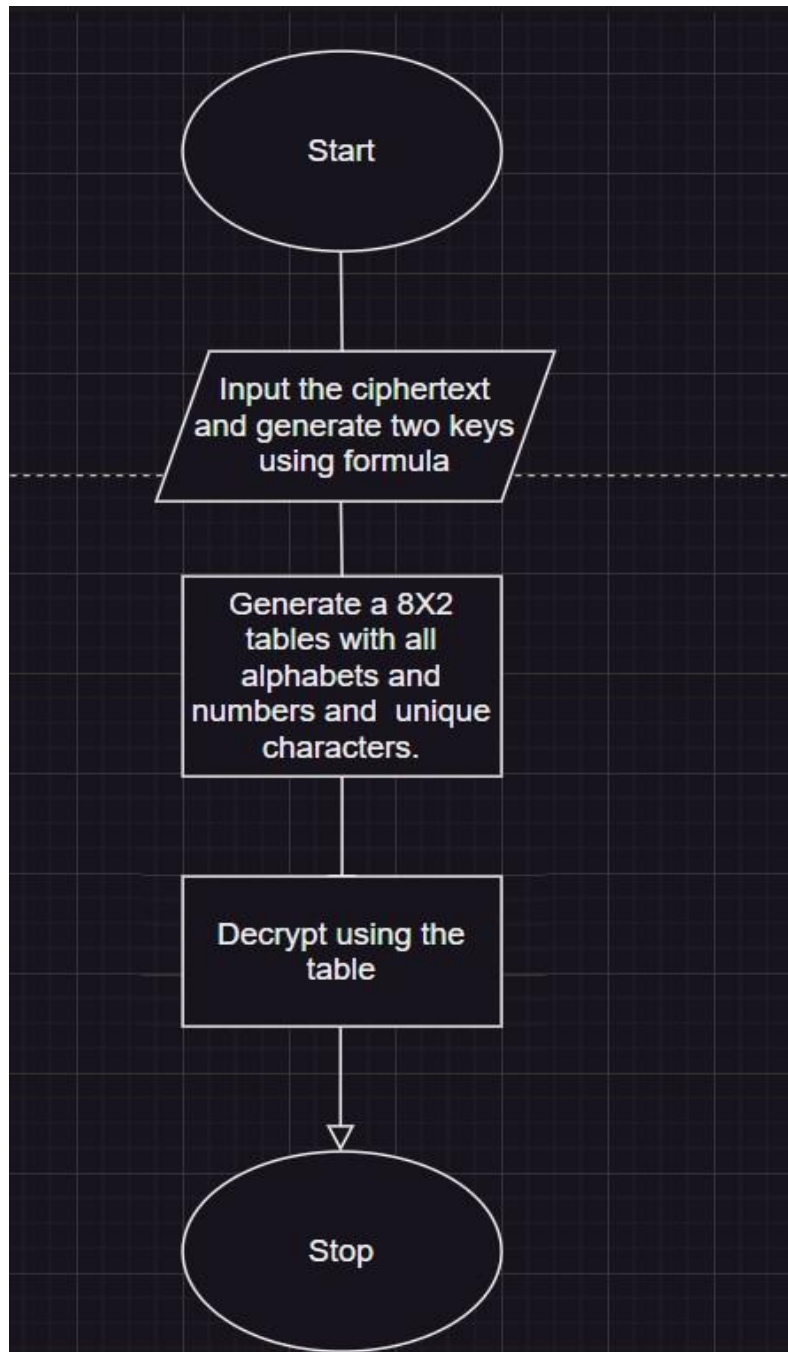 Start
Input the ciphertext
and generate two keys
using formula
Generate a 8X2
tables with all
alphabets and
numbers and  unique
characters.
Decrypt using the
table
Stop